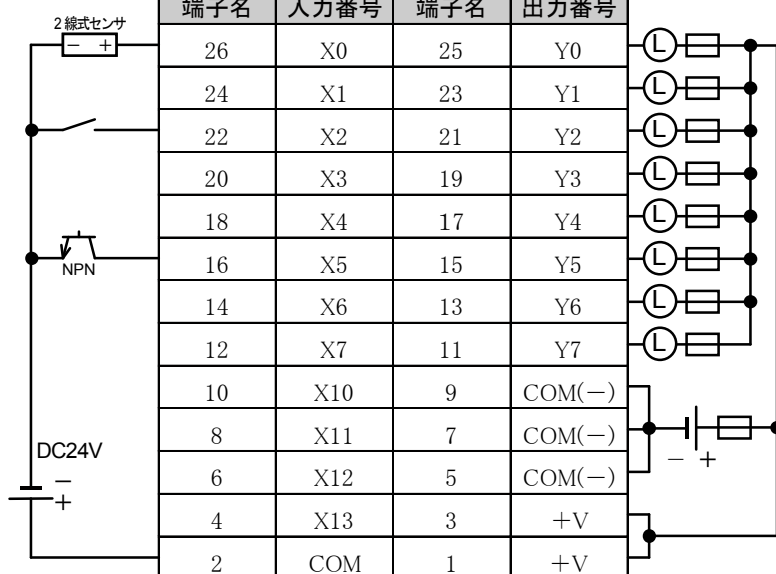 端子名 入力番号 端子名 出力番号
2線式センサ
− +
26 X0 25 Y0 L
24 X1 23 Y1 L
22 X2 21 Y2 L
20 X3 19 Y3 L
18 X4 17 Y4 L
16 X5 15 Y5 L
NPN
14 X6 13 Y6 L
12 X7 11 Y7 L
10 X10 9 COM(−)
8 X11 7 COM(−)
DC24V
− +
6 X12 5 COM(−)
−
+
4 X13 3 +V
2 COM 1 +V